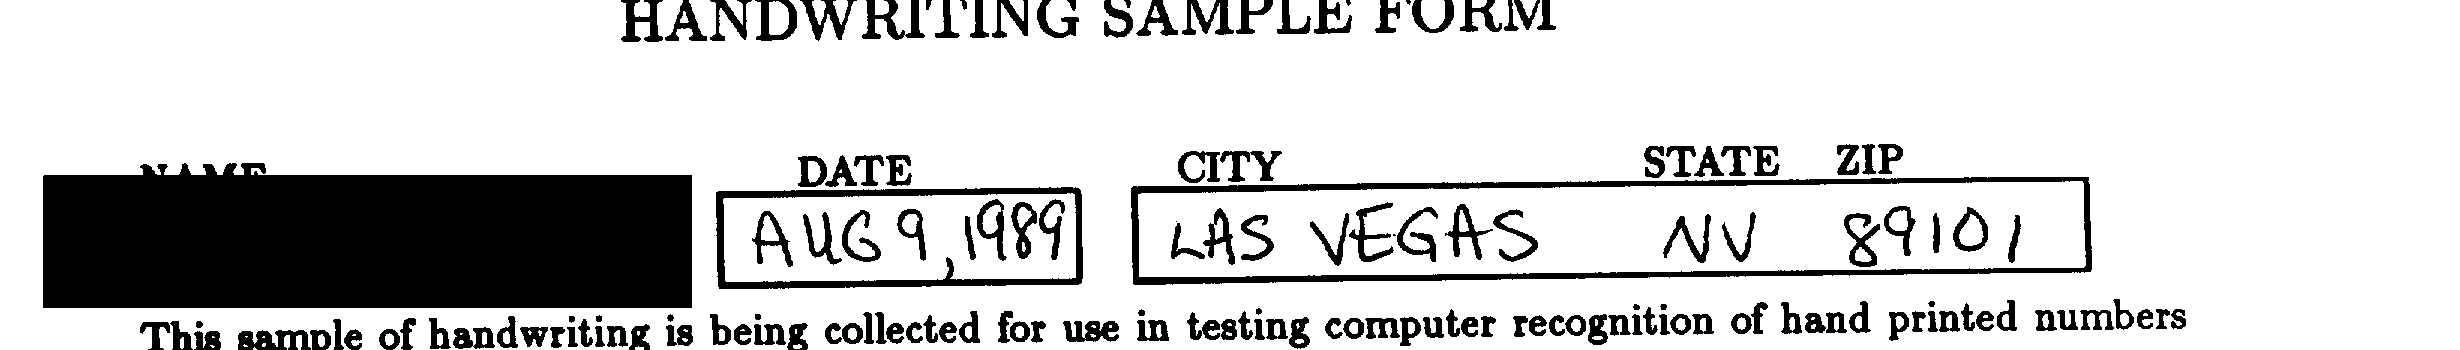 HANDWRITING SAMPLE FORM
NAME DATE CITY STATE ZIP
AUG 9, 1989 LAS VEGAS NV 89101
This sample of handwriting is being collected for use in testing computer recognition of hand printed numbers